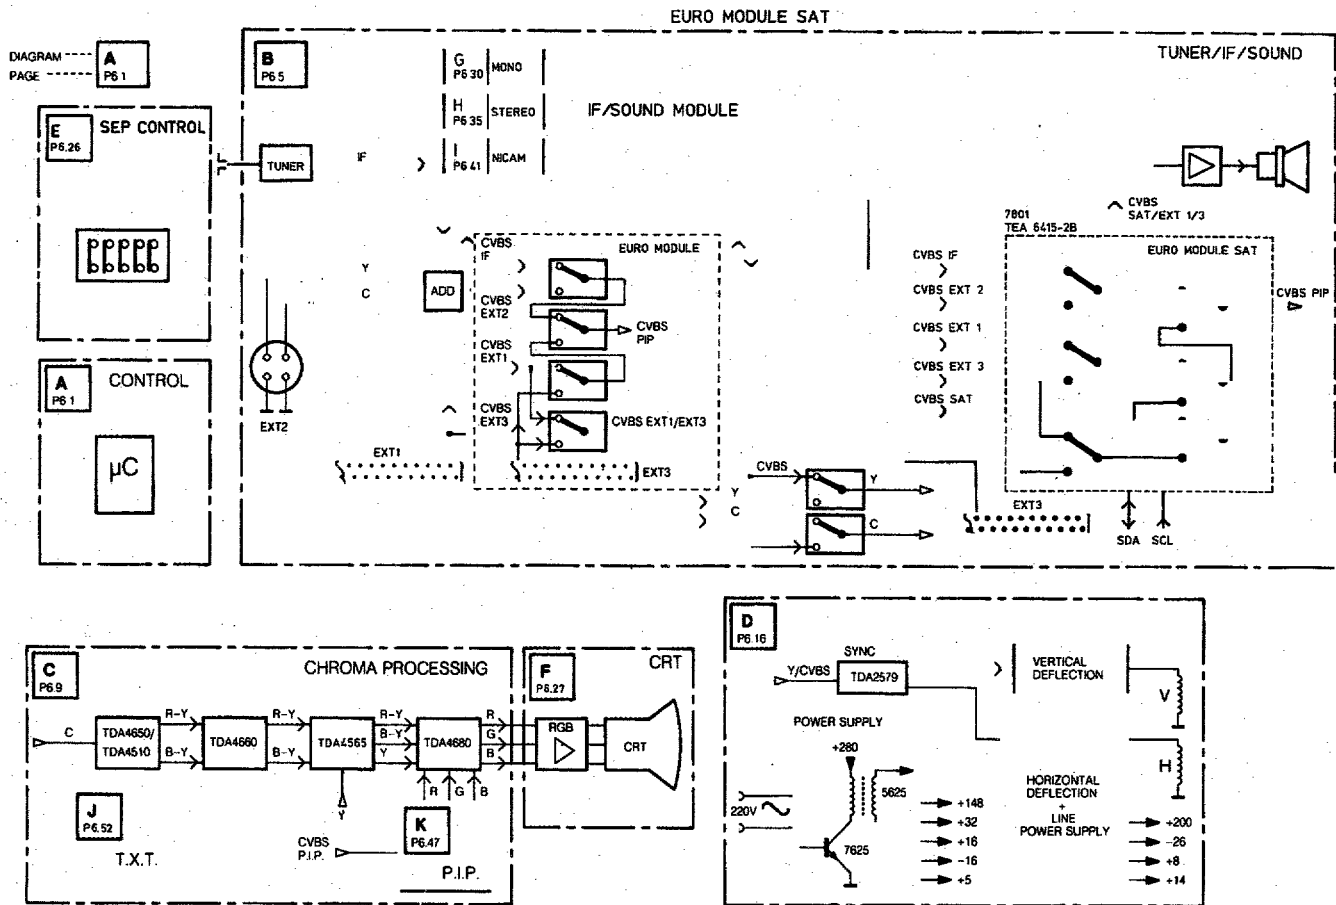 EURO MODULE SAT
DIAGRAM
PAGE
A
P6.1
E
P6.26
SEP CONTROL
A
P6.1
CONTROL
µC
B
P6.5
TUNER/IF/SOUND
G
P6.30
MONO
H
P6.35
STEREO
I
P6.41
NICAM
IF/SOUND MODULE
TUNER
IF
Y
C
ADD
EXT2
EXT1
CVBS
IF
CVBS
EXT2
CVBS
EXT1
CVBS
EXT3
EURO MODULE
CVBS
PIP
CVBS EXT1/EXT3
EXT3
Y
C
CVBS
Y
C
CVBS
SAT/EXT 1/3
7801
TEA 6415-2B
EURO MODULE SAT
CVBS IF
CVBS EXT 2
CVBS EXT 1
CVBS EXT 3
CVBS SAT
CVBS PIP
EXT3
SDA
SCL
C
P6.9
CHROMA PROCESSING
C
TDA4650/
TDA4510
R-Y
B-Y
TDA4660
R-Y
B-Y
TDA4565
Y
R-Y
B-Y
Y
TDA4680
R
G
B
R
G
B
J
P6.52
T.X.T.
CVBS
P.I.P.
K
P6.47
P.I.P.
F
P6.27
CRT
RGB
CRT
D
P6.16
SYNC
Y/CVBS
TDA2579
VERTICAL
DEFLECTION
V
POWER SUPPLY
+280
5625
220V
7625
+148
+32
+16
-16
+5
HORIZONTAL
DEFLECTION
+
LINE
POWER SUPPLY
H
+200
-26
+8
+14